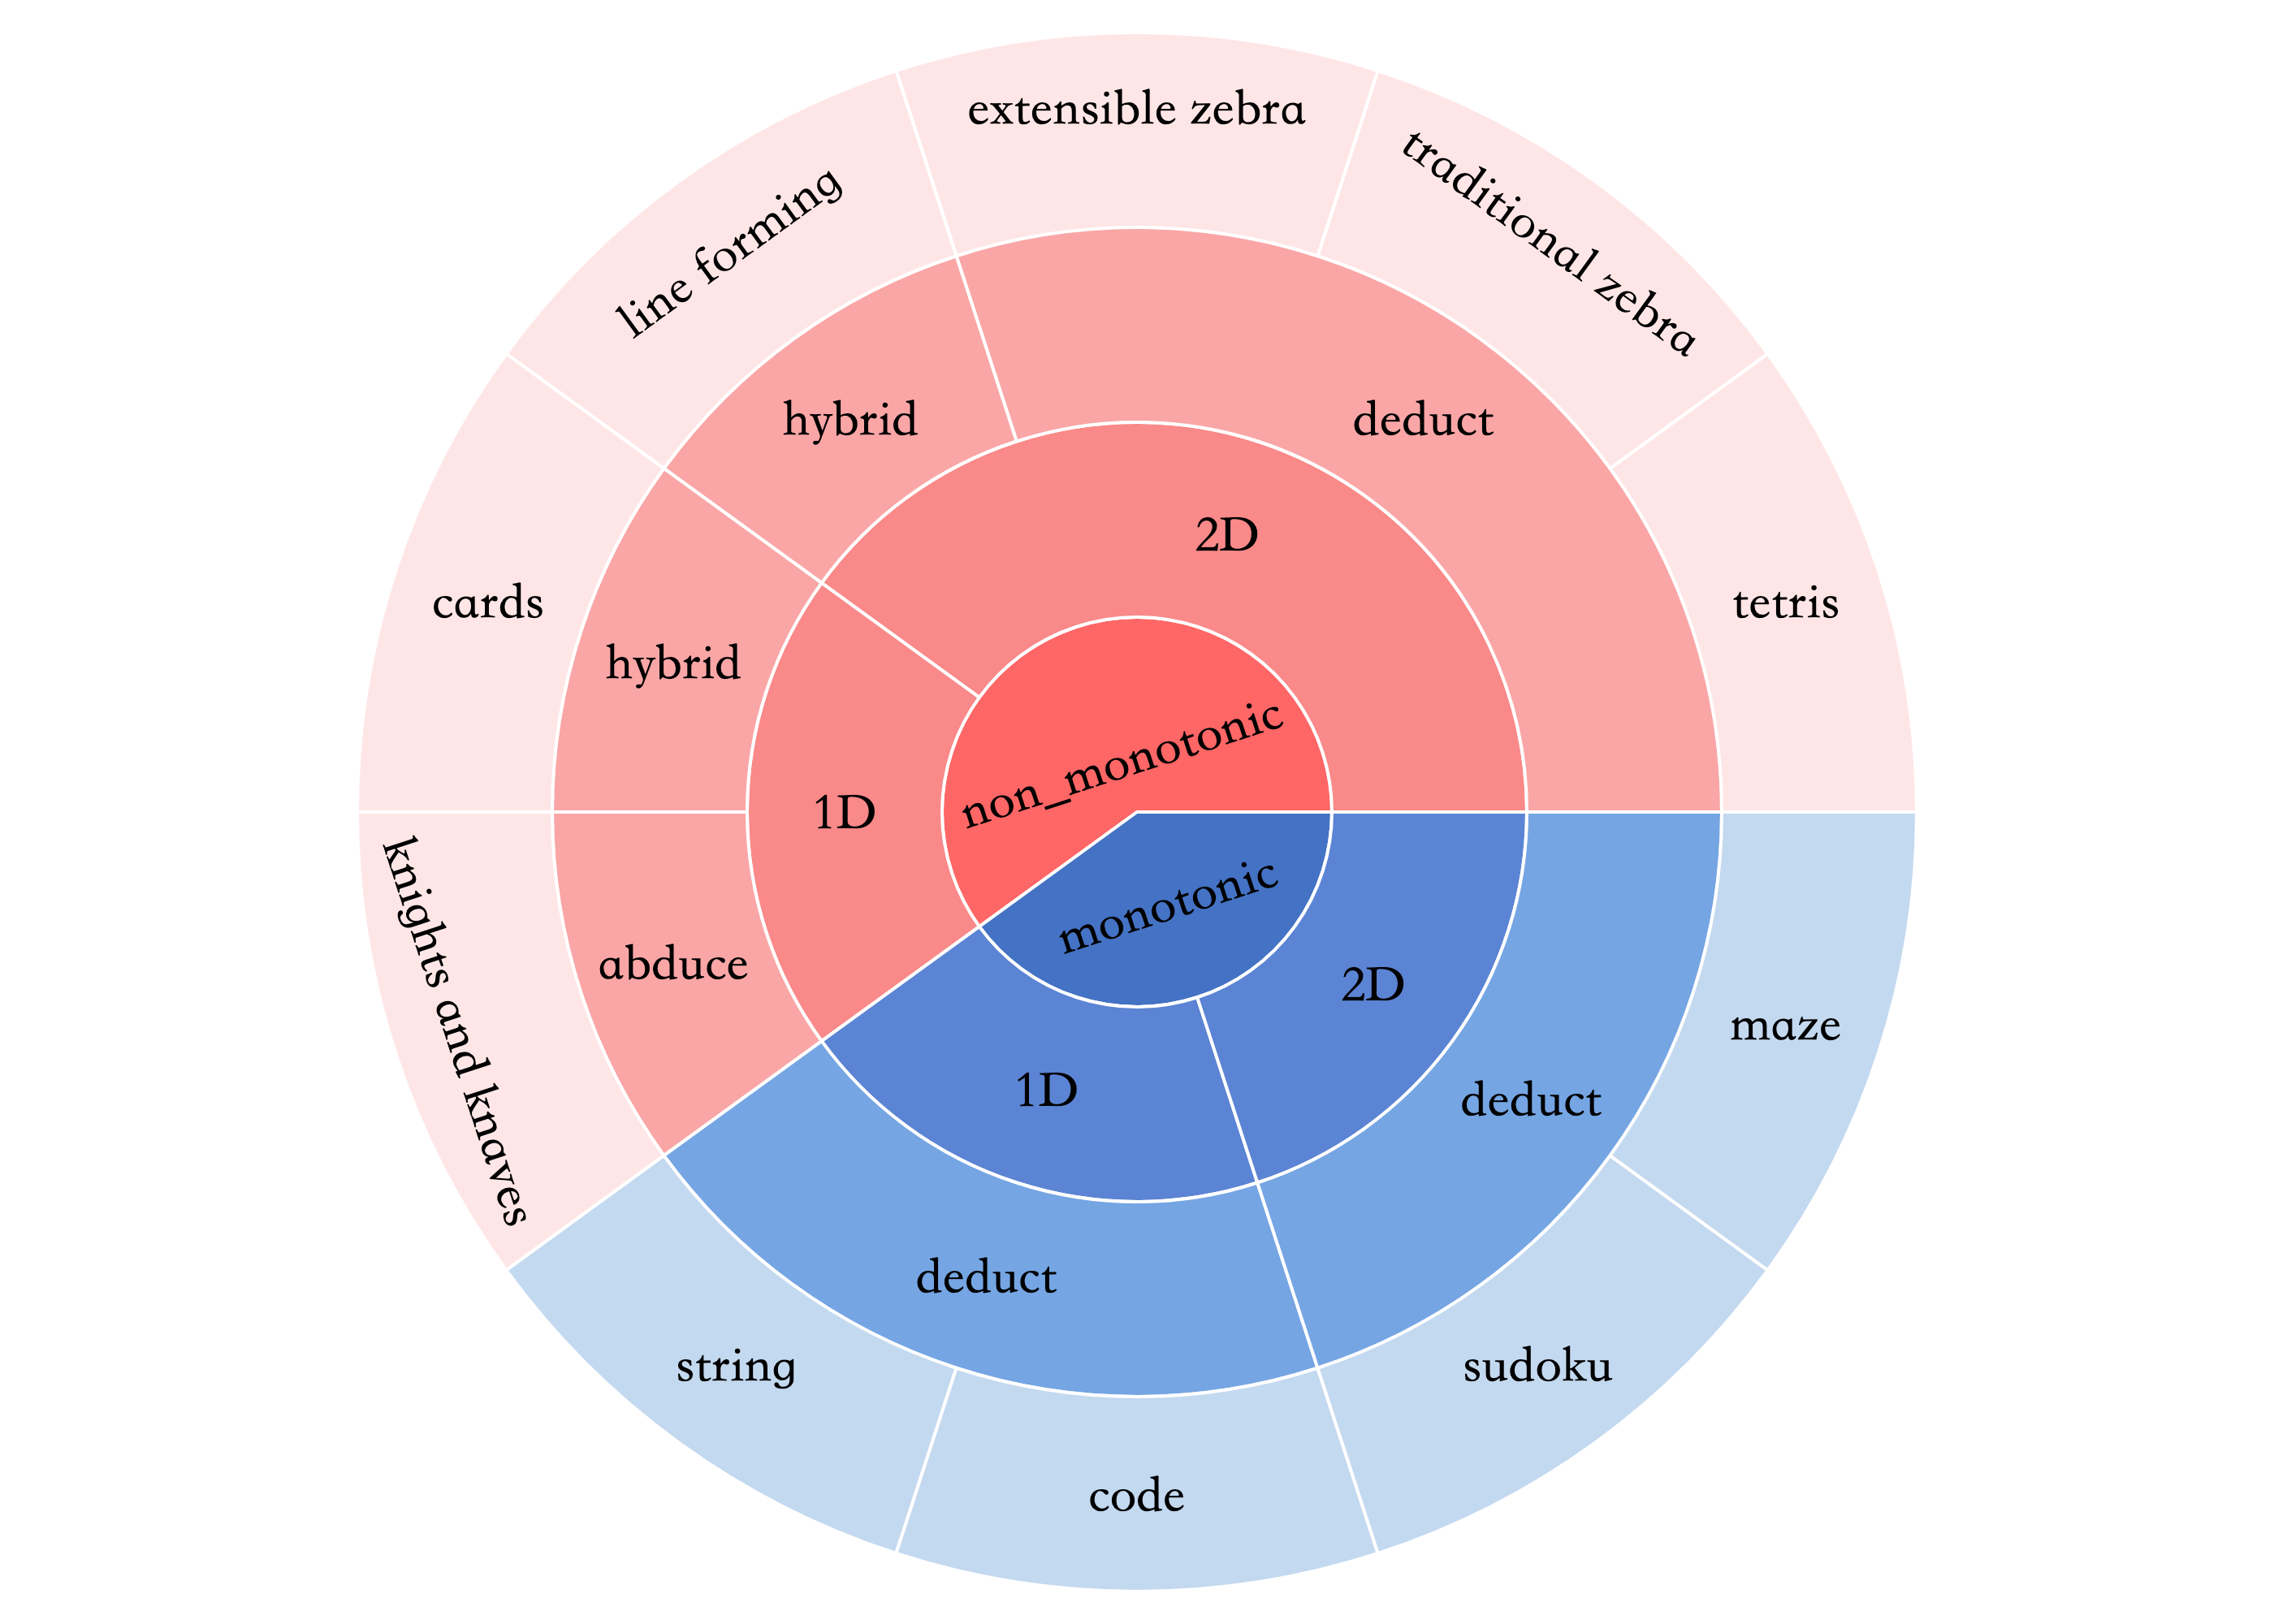 extensible zebra
traditional zebra
line forming
hybrid
deduct
2D
cards
tetris
hybrid
non_monotonic
1D
knights and knaves
monotonic
abduce
2D
maze
1D
deduct
deduct
string
sudoku
code